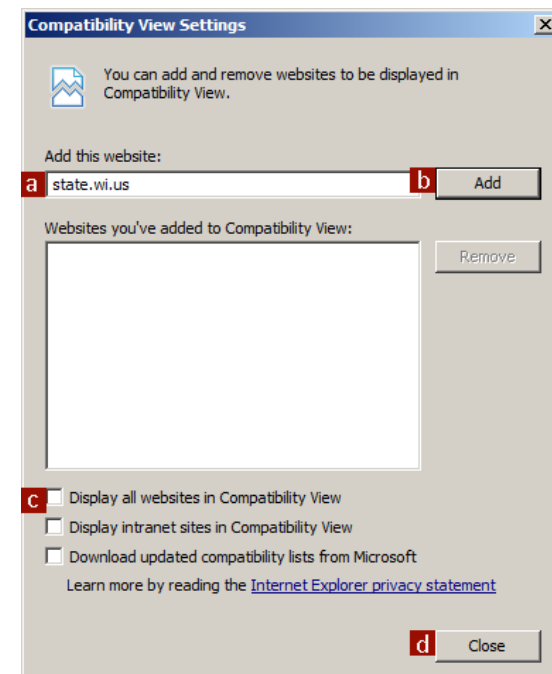 Compatibility View Settings
You can add and remove websites to be displayed in
Compatibility View.
Add this website:
a state.wi.us b Add
Websites you've added to Compatibility View:
Remove
c Display all websites in Compatibility View
Display intranet sites in Compatibility View
Download updated compatibility lists from Microsoft
Learn more by reading the Internet Explorer privacy statement
d Close